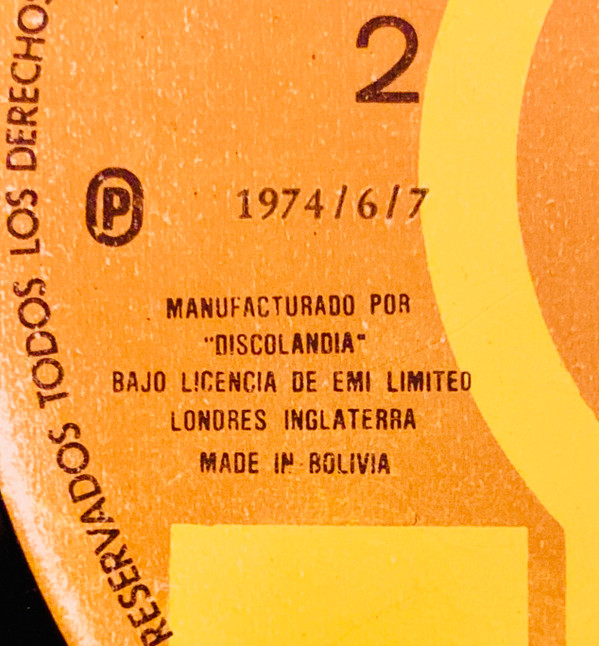 RESERVADOS TODOS LOS DERECHOS
2
Ⓟ 1974/6/7
MANUFACTURADO POR
"DISCOLANDIA"
BAJO LICENCIA DE EMI LIMITED
LONDRES INGLATERRA
MADE IN BOLIVIA